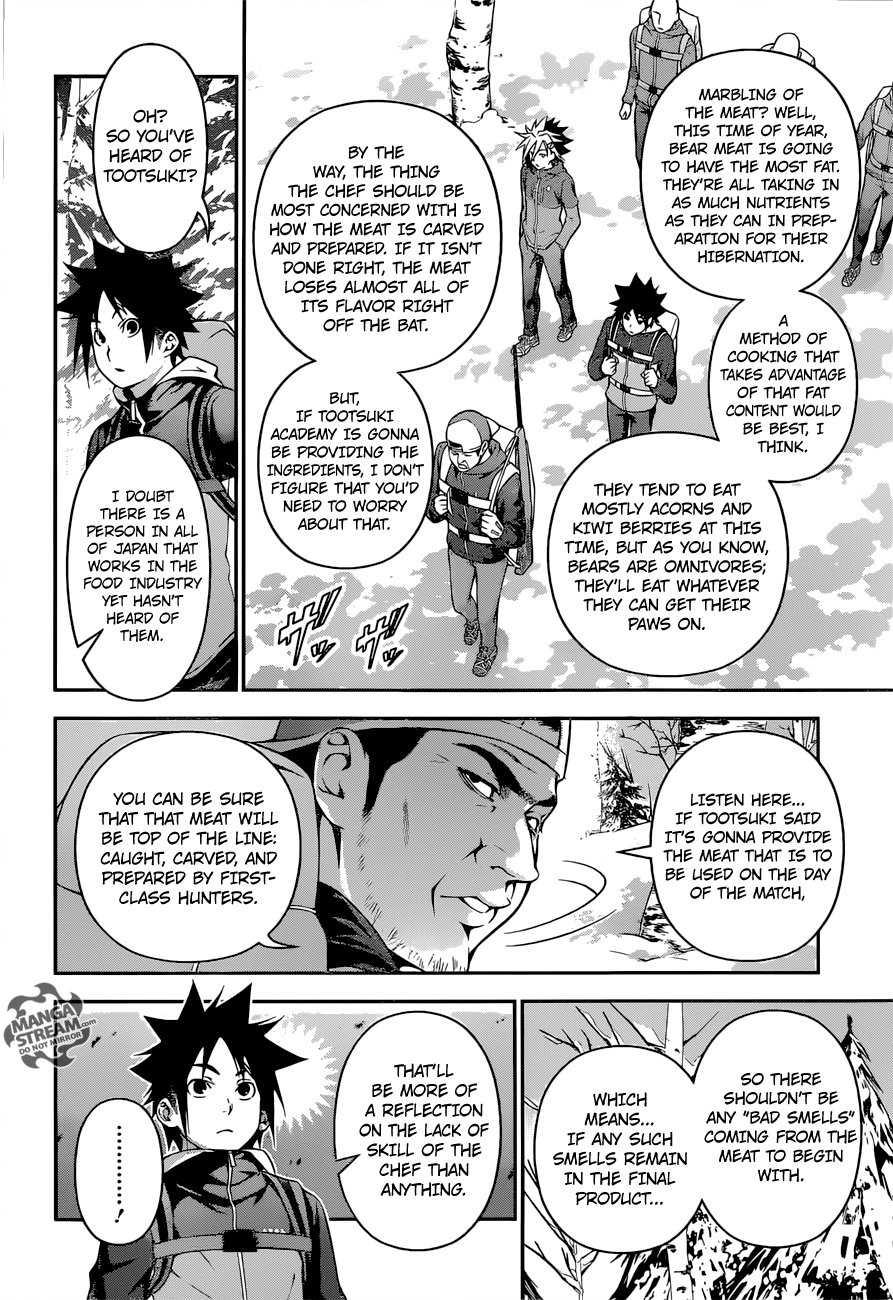 MARBLING OF
THE MEAT? WELL,
THIS TIME OF YEAR,
BEAR MEAT IS GOING
TO HAVE THE MOST FAT.
THEY'RE ALL TAKING IN
AS MUCH NUTRIENTS
AS THEY CAN IN PREP-
ARATION FOR THEIR
HIBERNATION.
A
METHOD OF
COOKING THAT
TAKES ADVANTAGE
OF THAT FAT
CONTENT WOULD
BE BEST, I
THINK.
THEY TEND TO EAT
MOSTLY ACORNS AND
KIWI BERRIES AT THIS
TIME, BUT AS YOU KNOW,
BEARS ARE OMNIVORES;
THEY'LL EAT WHATEVER
THEY CAN GET THEIR
PAWS ON.
BY THE
WAY, THE THING
THE CHEF SHOULD BE
MOST CONCERNED WITH IS
HOW THE MEAT IS CARVED
AND PREPARED. IF IT ISN'T
DONE RIGHT, THE MEAT
LOSES ALMOST ALL OF
ITS FLAVOR RIGHT
OFF THE BAT.
BUT,
IF TOOTSUKI
ACADEMY IS GONNA
BE PROVIDING THE
INGREDIENTS, I DON'T
FIGURE THAT YOU'D
NEED TO WORRY
ABOUT THAT.
ザッ
ザッ
OH?
SO YOU'VE
HEARD OF
TOOTSUKI?
I DOUBT
THERE IS A
PERSON IN ALL
OF JAPAN THAT
WORKS IN THE
FOOD INDUSTRY
YET HASN'T
HEARD OF
THEM.
LISTEN HERE...
IF TOOTSUKI SAID
IT'S GONNA PROVIDE
THE MEAT THAT IS TO
BE USED ON THE DAY
OF THE MATCH,
YOU CAN BE SURE
THAT THAT MEAT WILL
BE TOP OF THE LINE:
CAUGHT, CARVED, AND
PREPARED BY FIRST-
CLASS HUNTERS.
SO THERE
SHOULDN'T BE
ANY "BAD SMELLS"
COMING FROM THE
MEAT TO BEGIN
WITH.
WHICH
MEANS...
IF ANY SUCH
SMELLS REMAIN
IN THE FINAL
PRODUCT...
THAT'LL
BE MORE OF
A REFLECTION
ON THE LACK OF
SKILL OF THE
CHEF THAN
ANYTHING.
.........!
MANGA
STREAM.com
DO NOT MIRROR